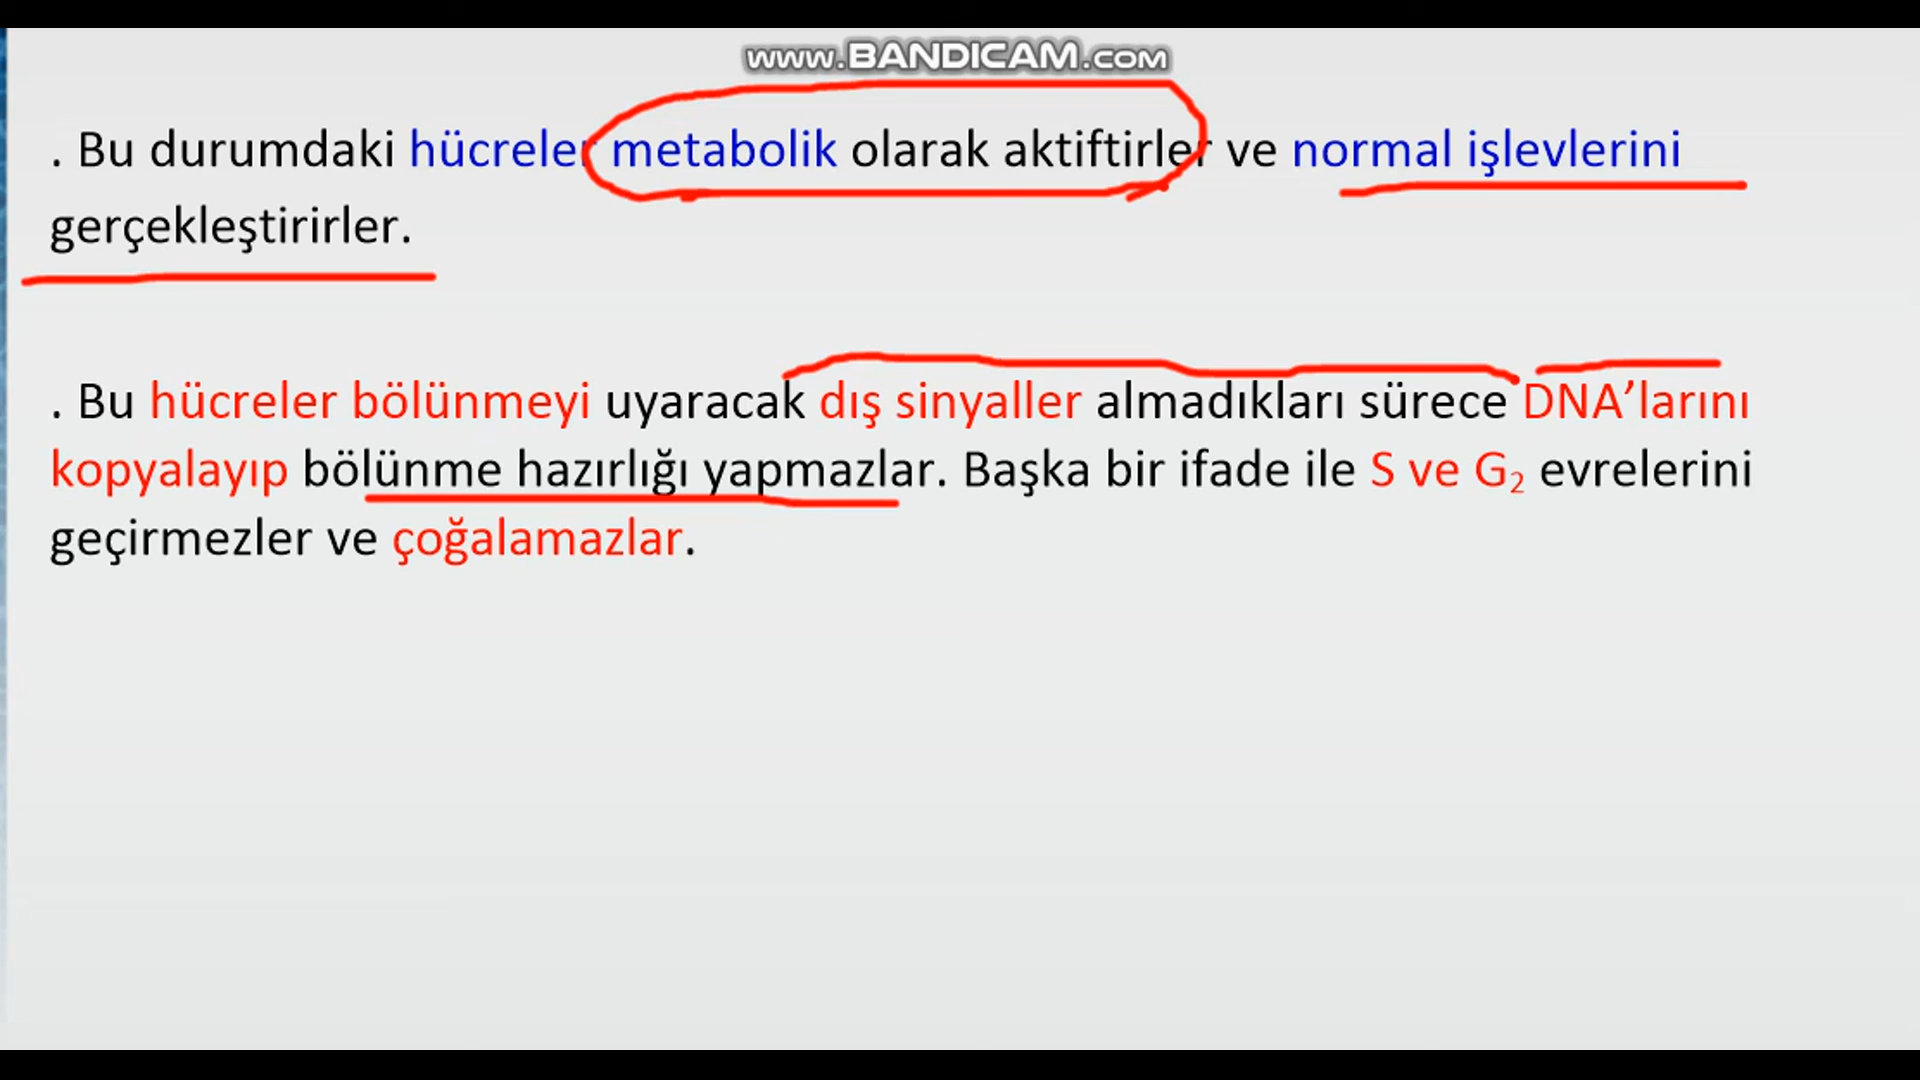 www.BANDICAM.com
. Bu durumdaki hücreler metabolik olarak aktiftirler ve normal işlevlerini
gerçekleştirirler.
. Bu hücreler bölünmeyi uyaracak dış sinyaller almadıkları sürece DNA’larını
kopyalayıp bölünme hazırlığı yapmazlar. Başka bir ifade ile S ve G₂ evrelerini
geçirmezler ve çoğalamazlar.